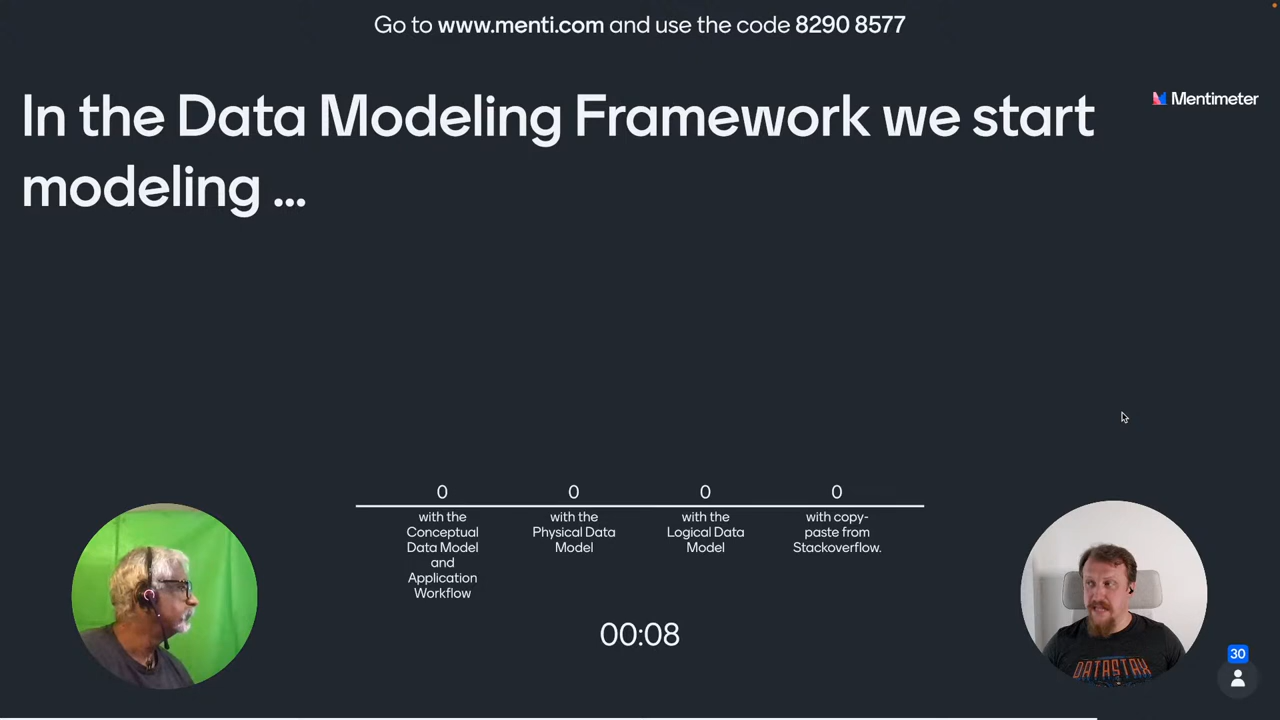 Go to www.menti.com and use the code 8290 8577
In the Data Modeling Framework we start
modeling ...
Mentimeter
0
0
0
0
with the
Conceptual
Data Model
and
Application
Workflow
with the
Physical Data
Model
with the
Logical Data
Model
with copy-
paste from
Stackoverflow.
00:08
DATASTAX
30